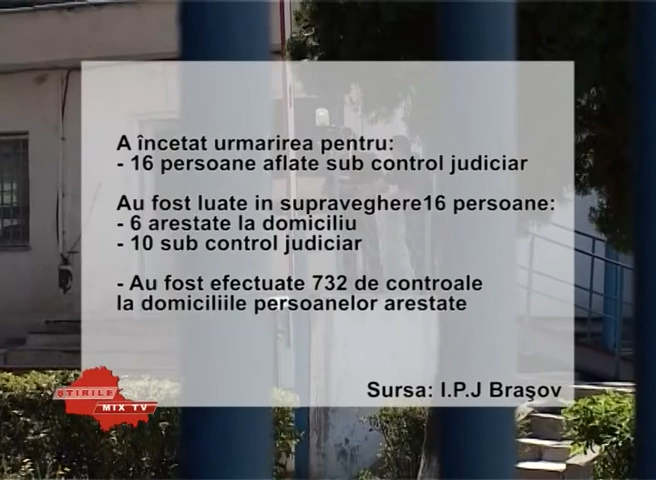 A încetat urmarirea pentru:
- 16 persoane aflate sub control judiciar
Au fost luate in supraveghere16 persoane:
- 6 arestate la domiciliu
- 10 sub control judiciar
- Au fost efectuate 732 de controale
la domiciliile persoanelor arestate
Sursa: I.P.J Braşov
ŞTIRILE
MIX TV